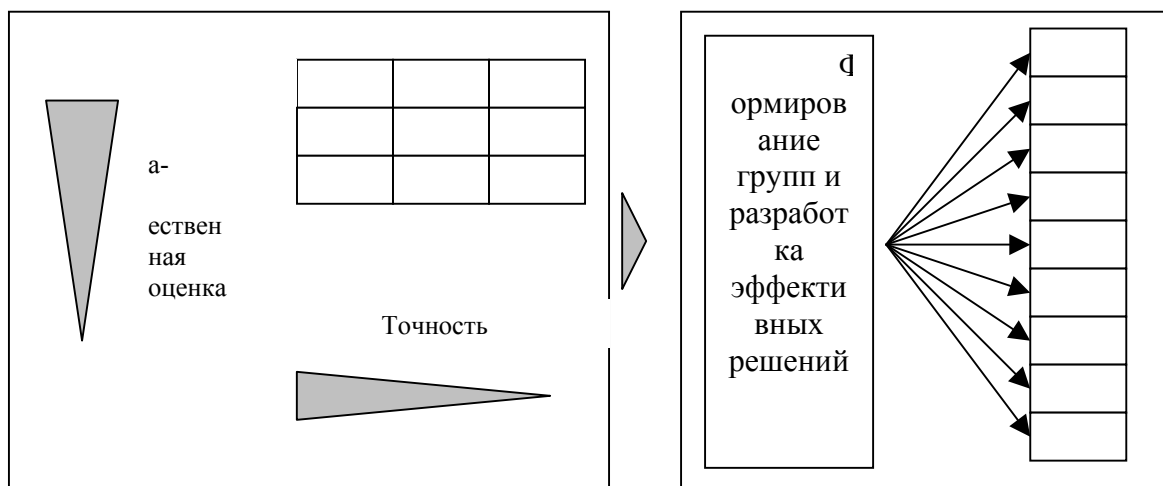 а-
ествен
ная
оценка
Точность
Ф
ормиров
ание
групп и
разработ
ка
эффекти
вных
решений